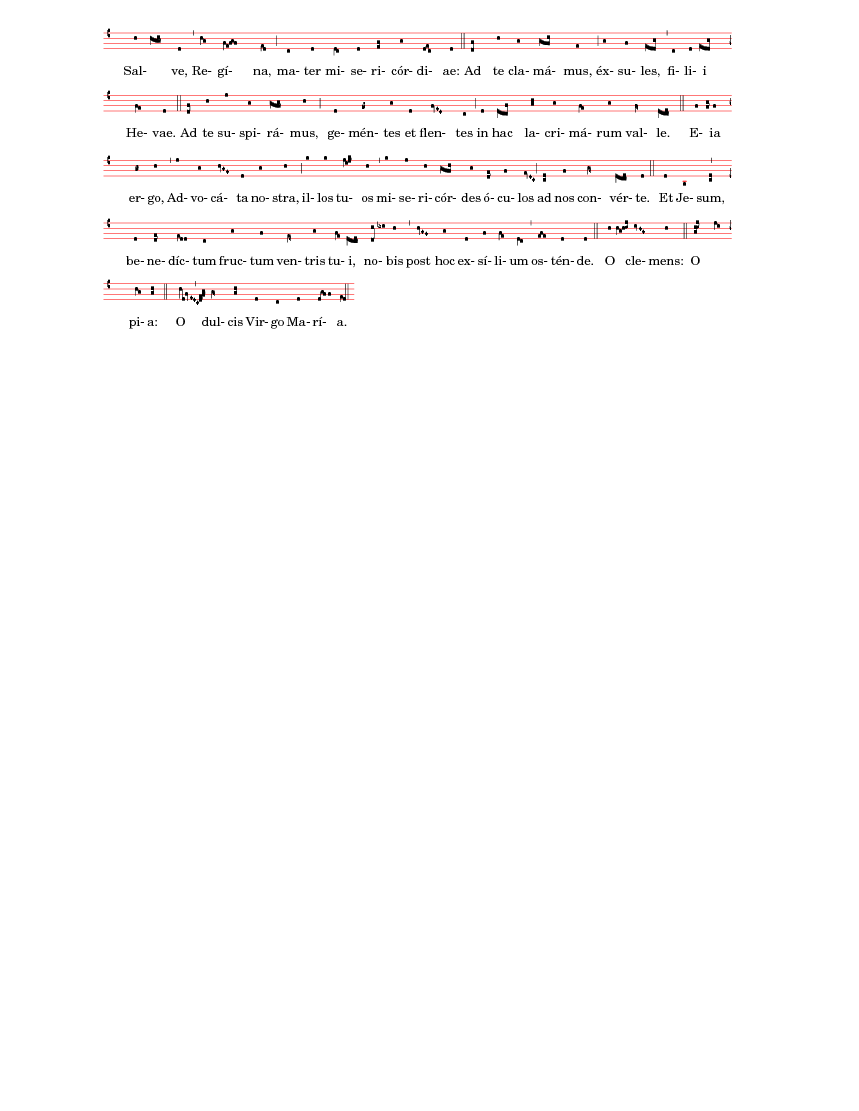 Sal- ve, Re- gí- na, ma- ter mi- se- ri- cór- di- ae: Ad te cla- má- mus, éx- su- les, fi- li- i
He- vae. Ad te su- spi- rá- mus, ge- mén- tes et flen- tes in hac la- cri- má- rum val- le. E- ia
er- go, Ad- vo- cá- ta no- stra, il- los tu- os mi- se- ri- cór- des ó- cu- los ad nos con- vér- te. Et Je- sum,
be- ne- díc- tum fruc- tum ven- tris tu- i, no- bis post hoc ex- sí- li- um os- tén- de. O cle- mens: O
pi- a: O dul- cis Vir- go Ma- rí- a.